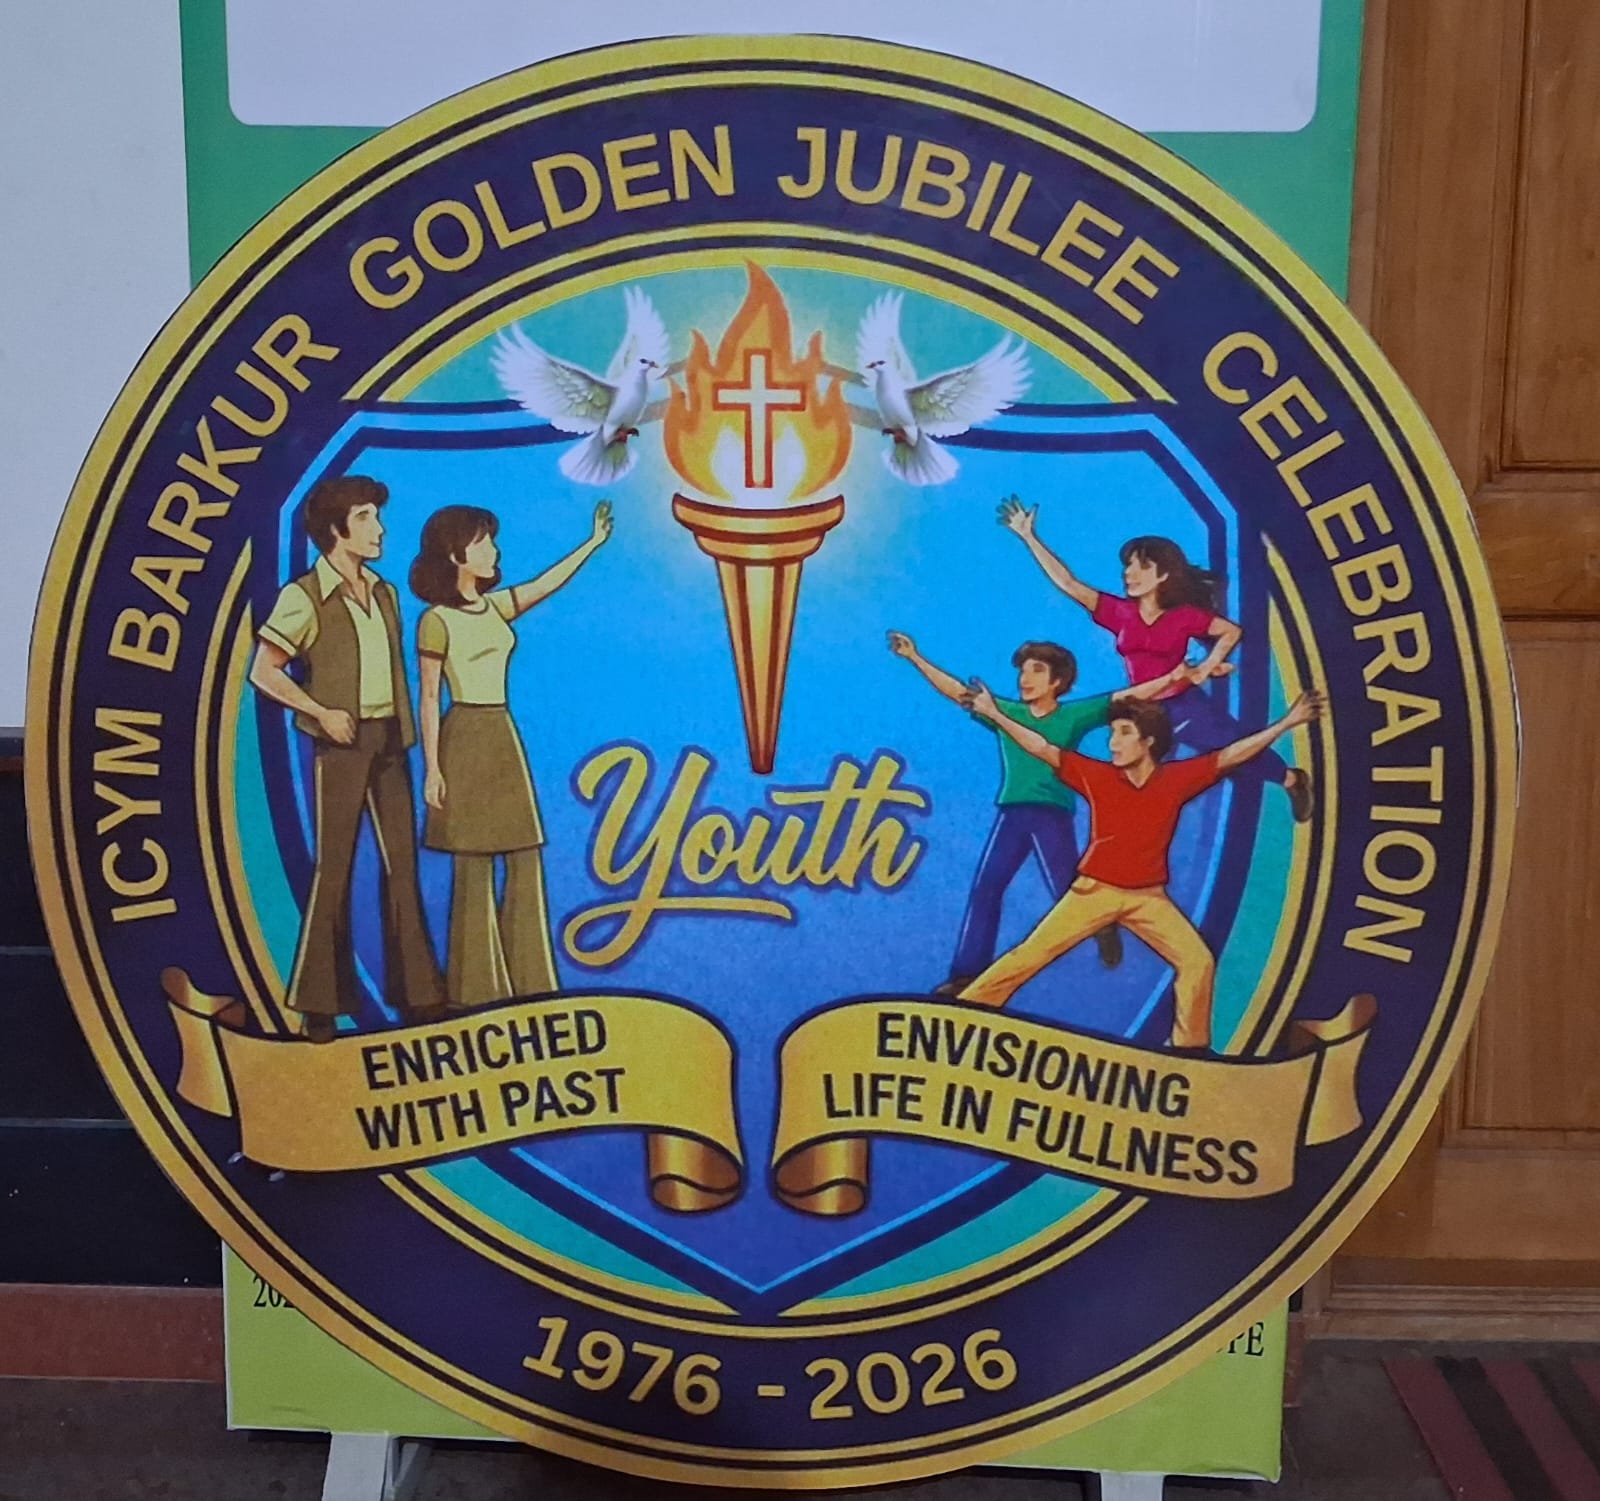 ICYM BARKUR GOLDEN JUBILEE CELEBRATION
Youth
ENRICHED
WITH PAST
ENVISIONING
LIFE IN FULLNESS
1976 - 2026